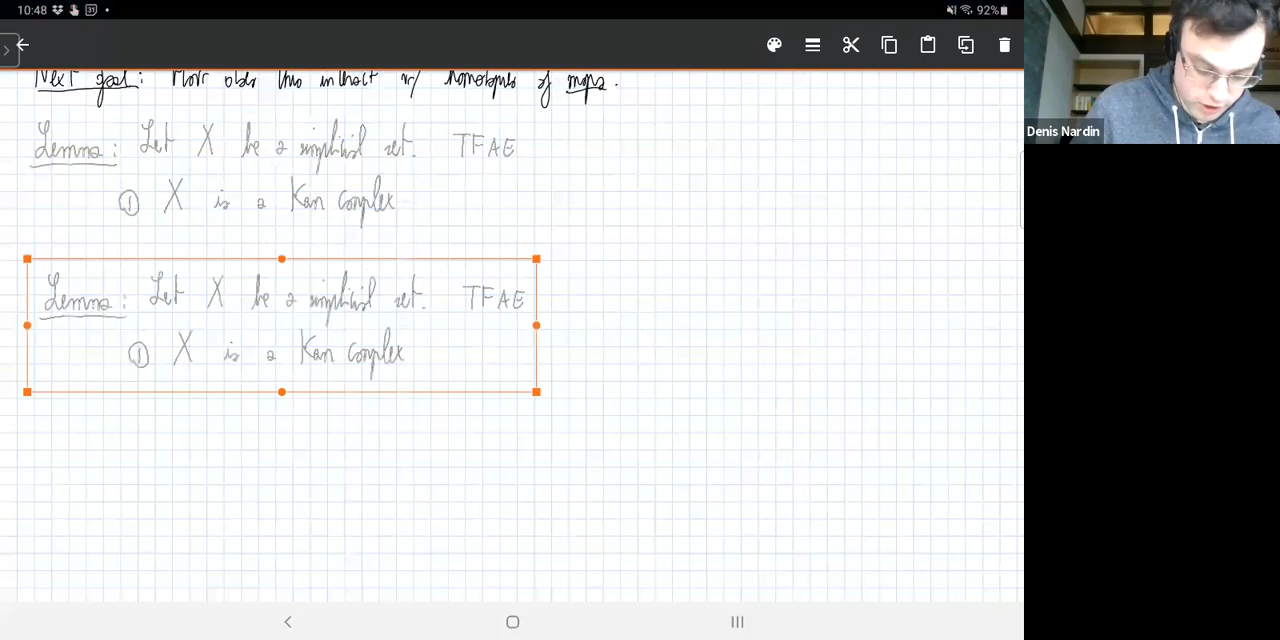 10:48 31 92%
Next goal: How does this interact w/ homotopies of maps.
Denis Nardin
Lemma: Let X be a simplicial set. TFAE
① X is a Kan complex
Lemma: Let X be a simplicial set. TFAE
① X is a Kan complex